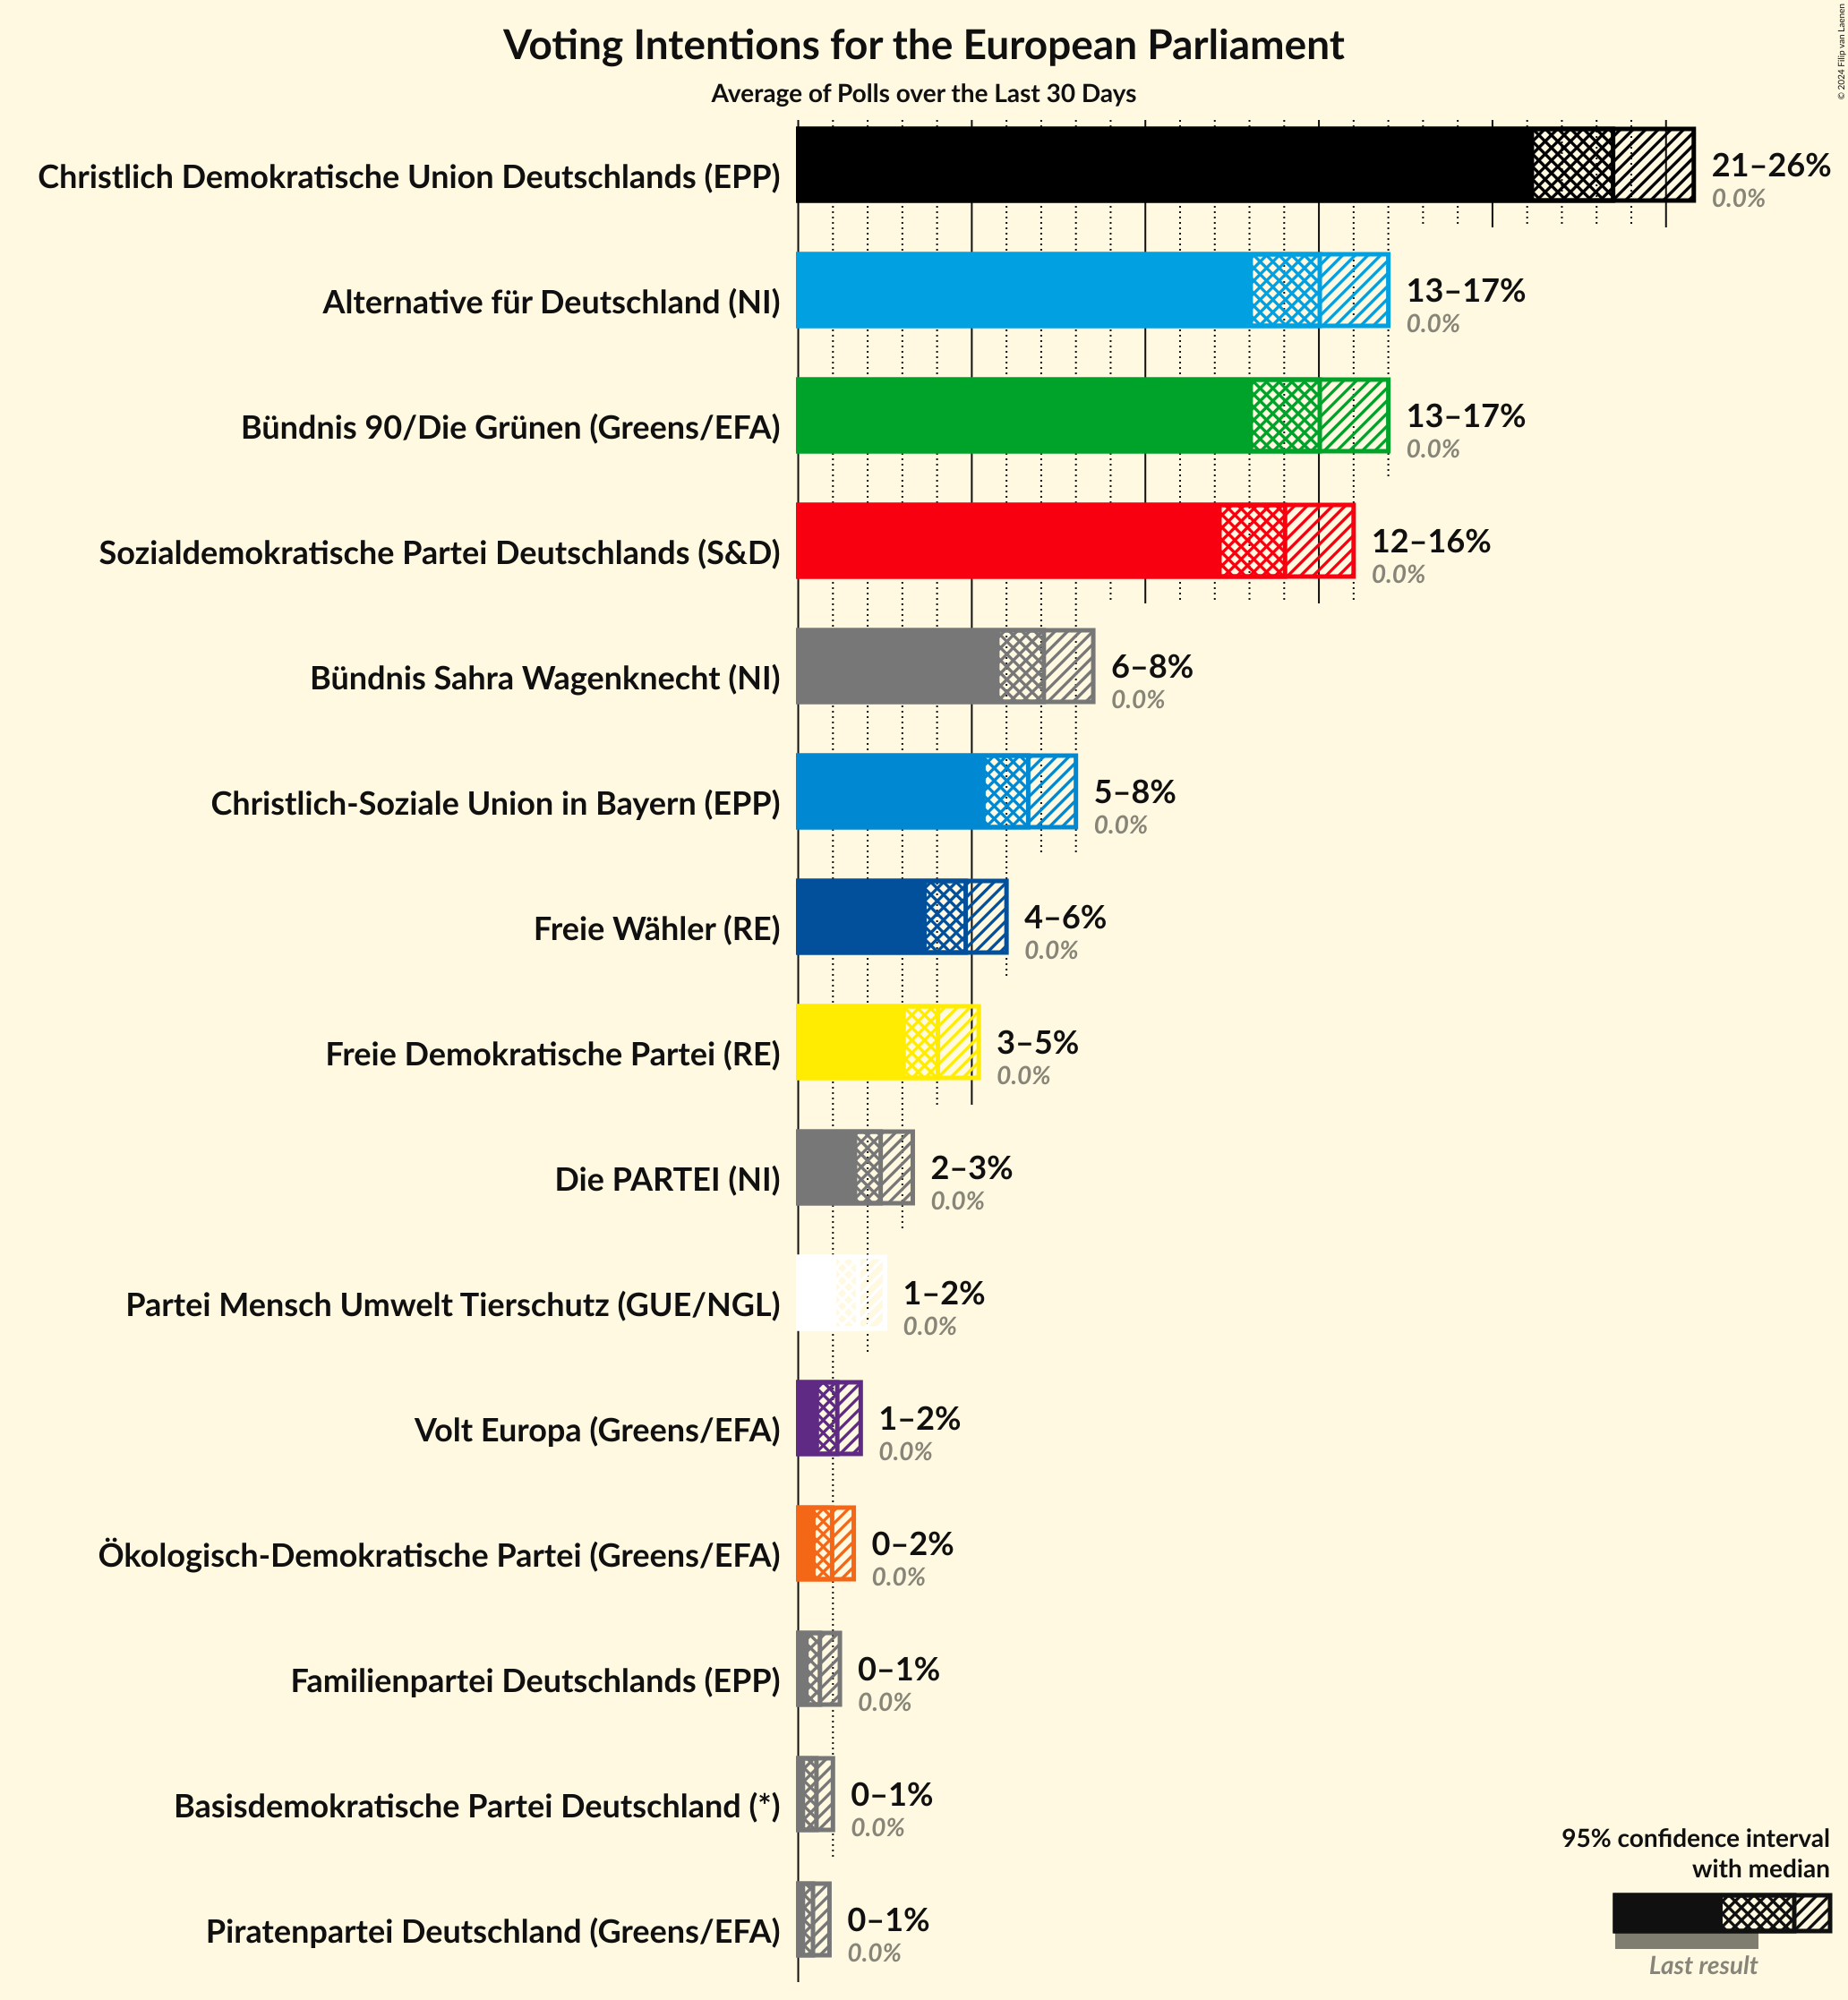 Voting Intentions for the European Parliament
Average of Polls over the Last 30 Days
© 2024 Filip van Laenen
Christlich Demokratische Union Deutschlands (EPP)
21–26%
0.0%
Alternative für Deutschland (NI)
13–17%
0.0%
Bündnis 90/Die Grünen (Greens/EFA)
13–17%
0.0%
Sozialdemokratische Partei Deutschlands (S&D)
12–16%
0.0%
Bündnis Sahra Wagenknecht (NI)
6–8%
0.0%
Christlich-Soziale Union in Bayern (EPP)
5–8%
0.0%
Freie Wähler (RE)
4–6%
0.0%
Freie Demokratische Partei (RE)
3–5%
0.0%
Die PARTEI (NI)
2–3%
0.0%
Partei Mensch Umwelt Tierschutz (GUE/NGL)
1–2%
0.0%
Volt Europa (Greens/EFA)
1–2%
0.0%
Ökologisch-Demokratische Partei (Greens/EFA)
0–2%
0.0%
Familienpartei Deutschlands (EPP)
0–1%
0.0%
Basisdemokratische Partei Deutschland (*)
0–1%
0.0%
Piratenpartei Deutschland (Greens/EFA)
0–1%
0.0%
95% confidence interval
with median
Last result